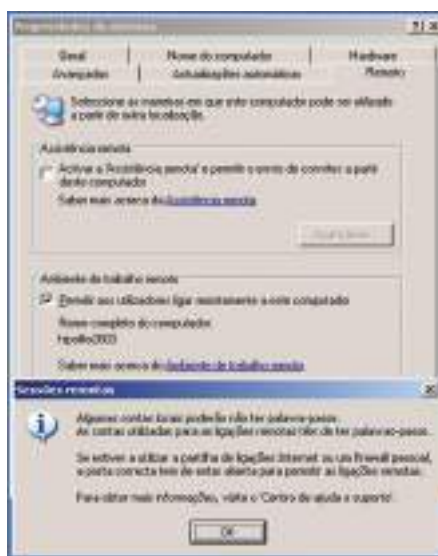 Propriedades do sistema
Geral
Nome do computador
Hardware
Avançadas
Actualizações automáticas
Remoto
Seleccione as maneiras em que este computador pode ser utilizado
a partir de outra localização.
Assistência remota
Activar a 'Assistência remota' e permitir o envio de convites a partir
deste computador
Saber mais acerca da Assistência remota
Ambiente de trabalho remoto
Permitir aos utilizadores ligar remotamente a este computador
Nome completo do computador:
Saber mais acerca do Ambiente de trabalho remoto
Sessões remotas
Algumas contas locais poderão não ter palavra-passe.
As contas utilizadas para as ligações remotas têm de ter palavras-passe.
Se estiver a utilizar a partilha de ligações Internet ou um firewall pessoal,
a porta correcta tem de estar aberta para permitir as ligações remotas.
Para obter mais informações, visite o 'Centro de ajuda e suporte'.
OK